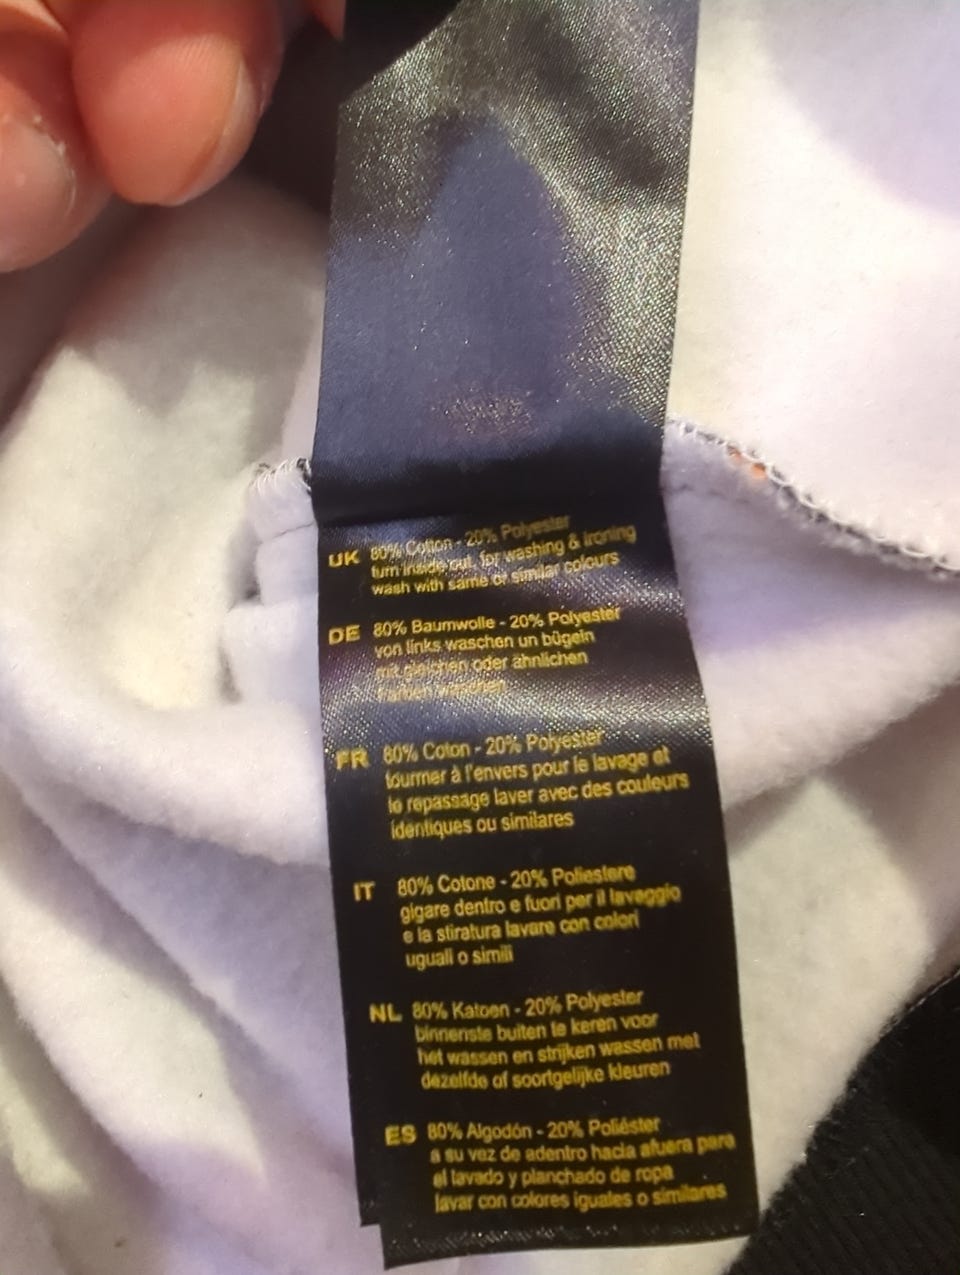 UK 80% Cotton - 20% Polyester
turn inside out, for washing & ironing
wash with same or similar colours
DE 80% Baumwolle - 20% Polyester
von links waschen un bügeln
mit gleichen oder ähnlichen
farben waschen
FR 80% Coton - 20% Polyester
tourner à l'envers pour le lavage et
le repassage laver avec des couleurs
identiques ou similares
IT 80% Cotone - 20% Poliestere
gigare dentro e fuori per il lavaggio
e la stiratura lavare con colori
uguali o simili
NL 80% Katoen - 20% Polyester
binnenste buiten te keren voor
het wassen en strijken wassen met
dezelfde of soortgelijke kleuren
ES 80% Algodón - 20% Poliéster
a su vez de adentro hacia afuera para
el lavado y planchado de ropa
lavar con colores iguales o similares